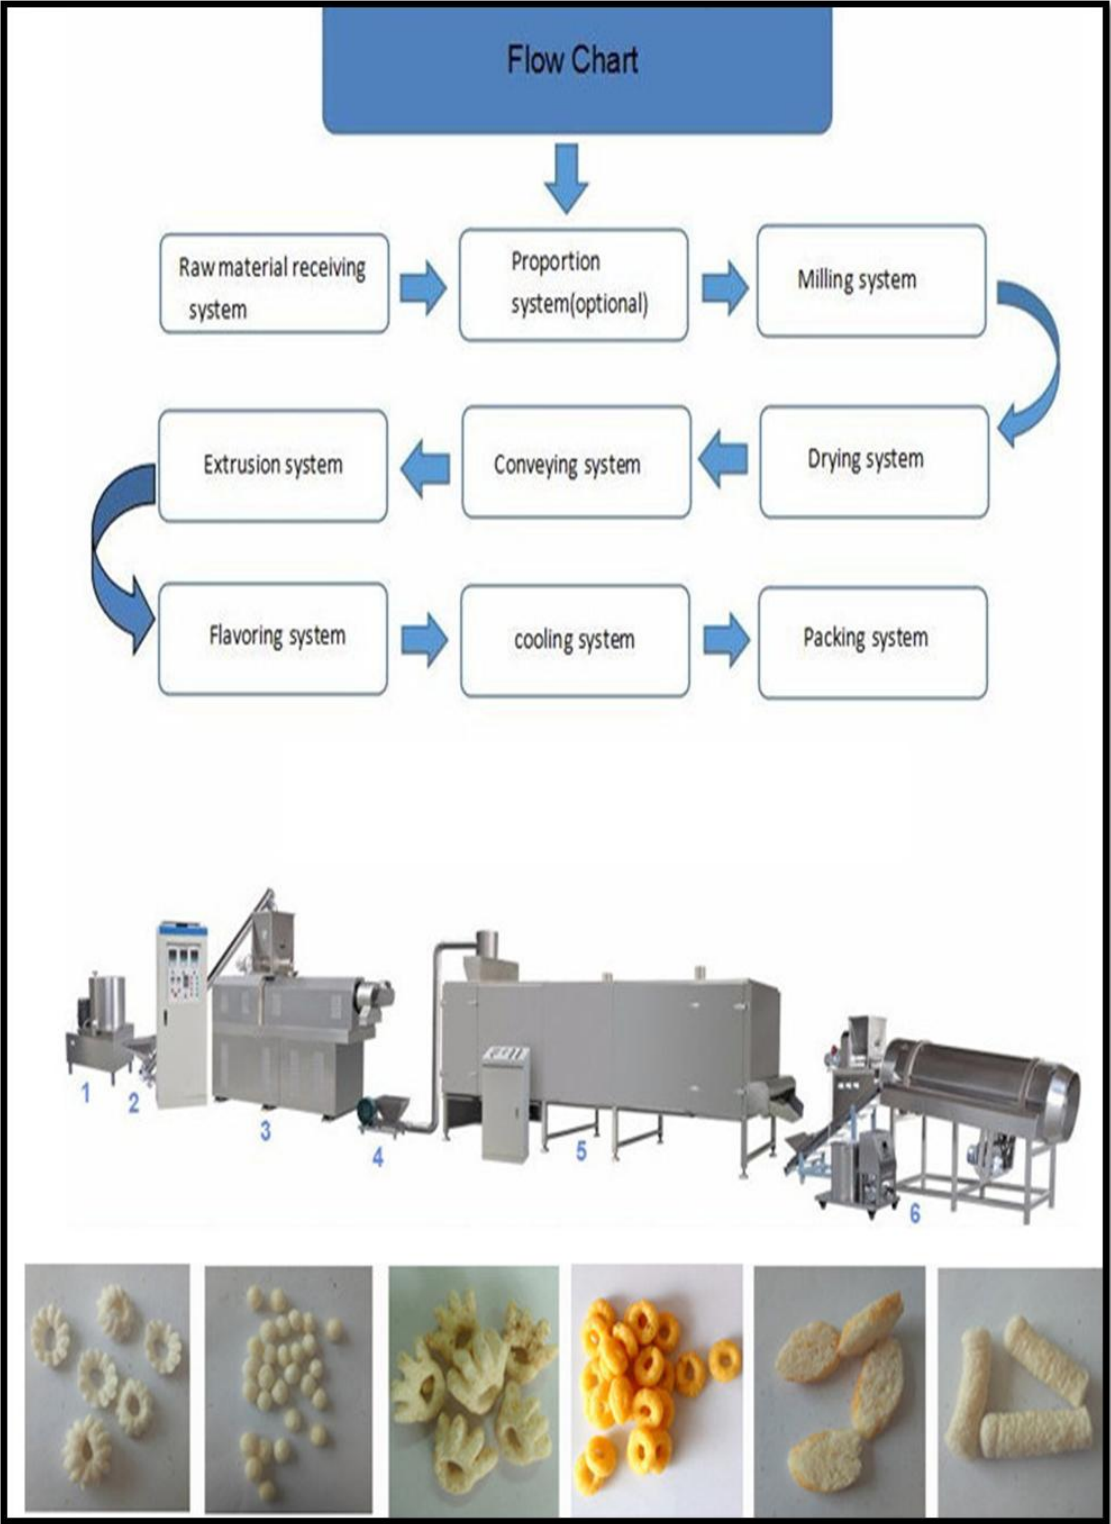 Flow Chart
Raw material receiving
system
Proportion
system(optional)
Milling system
Extrusion system
Conveying system
Drying system
Flavoring system
cooling system
Packing system
1
2
3
4
5
6